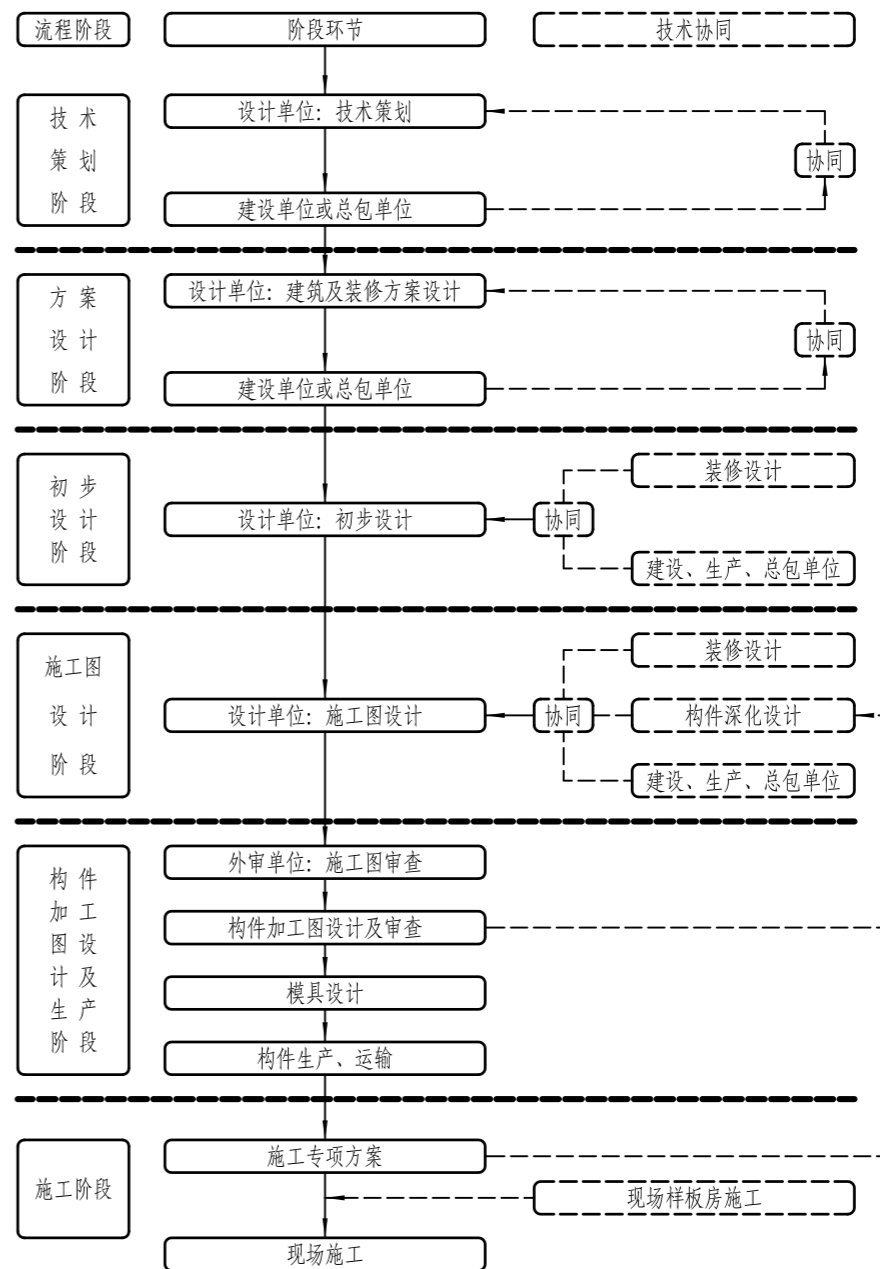 流程阶段
阶段环节
技术协同
技术
策划
阶段
设计单位：技术策划
协同
建设单位或总包单位
方案
设计
阶段
设计单位：建筑及装修方案设计
协同
建设单位或总包单位
初步
设计
阶段
装修设计
设计单位：初步设计
协同
建设、生产、总包单位
施工图
设计
阶段
装修设计
设计单位：施工图设计
协同
构件深化设计
建设、生产、总包单位
构件
加工
图设
计及
生产
阶段
外审单位：施工图审查
构件加工图设计及审查
模具设计
构件生产、运输
施工阶段
施工专项方案
现场样板房施工
现场施工